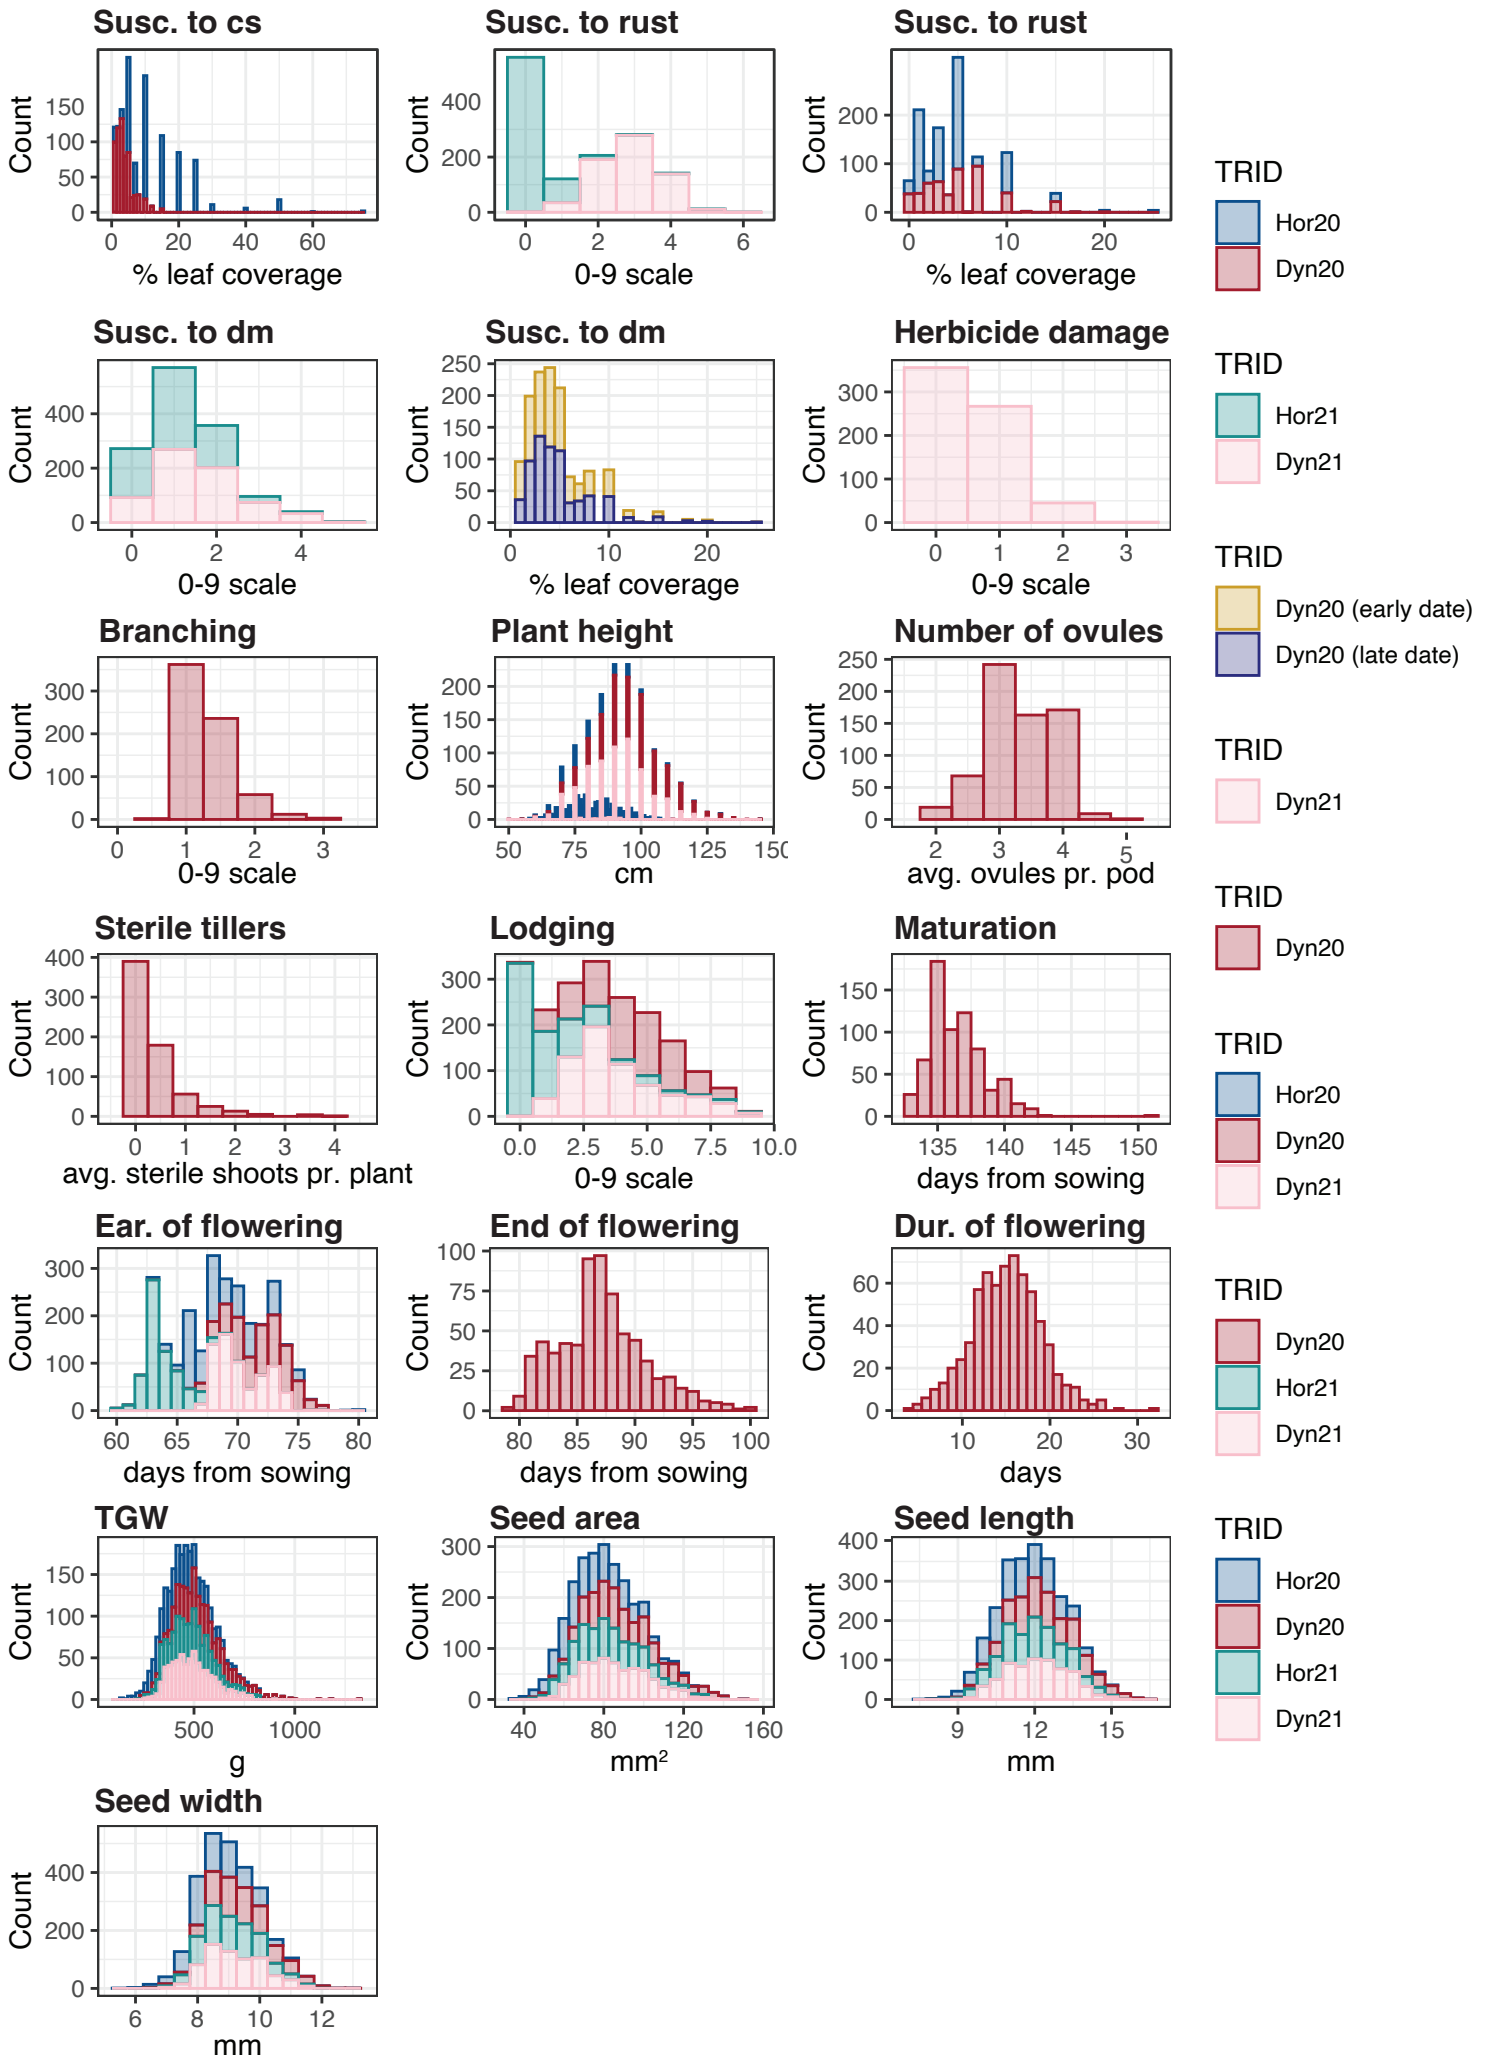 Susc. to cs
Susc. to rust
Susc. to rust
Count
0
50
100
150
0
20
40
60
% leaf coverage
Count
0
200
400
0
2
4
6
0-9 scale
Count
0
100
200
0
10
20
% leaf coverage
TRID
Hor20
Dyn20
Susc. to dm
Susc. to dm
Herbicide damage
Count
0
200
400
0
2
4
0-9 scale
Count
0
50
100
150
200
250
0
10
20
% leaf coverage
Count
0
100
200
300
0
1
2
3
0-9 scale
TRID
Hor21
Dyn21
TRID
Dyn20 (early date)
Dyn20 (late date)
Branching
Plant height
Number of ovules
Count
0
100
200
300
0
1
2
3
0-9 scale
Count
0
50
100
150
200
50
75
100
125
cm
Count
0
50
100
150
200
250
2
3
4
5
avg. ovules pr. pod
TRID
Dyn21
TRID
Dyn20
Sterile tillers
Lodging
Maturation
Count
0
100
200
300
400
0
1
2
3
4
avg. sterile shoots pr. plant
Count
0
100
200
300
0.0
2.5
5.0
7.5
10.0
0-9 scale
Count
0
50
100
150
135
140
145
150
days from sowing
TRID
Hor20
Dyn20
Dyn21
Ear. of flowering
End of flowering
Dur. of flowering
Count
0
100
200
300
60
65
70
75
80
days from sowing
Count
0
25
50
75
100
80
85
90
95
100
days from sowing
Count
0
20
40
60
10
20
30
days
TRID
Dyn20
Hor21
Dyn21
TGW
Seed area
Seed length
Count
0
50
100
150
500
1000
g
Count
0
100
200
300
40
80
120
160
mm²
Count
0
100
200
300
400
9
12
15
mm
TRID
Hor20
Dyn20
Hor21
Dyn21
Seed width
Count
0
200
400
6
8
10
12
mm